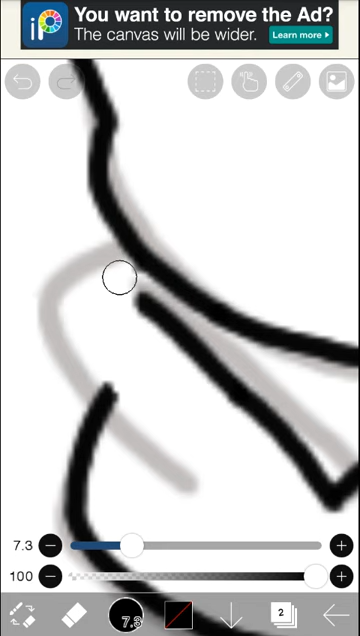 iP
You want to remove the Ad?
The canvas will be wider.
Learn more
7.3
100
7.3
2